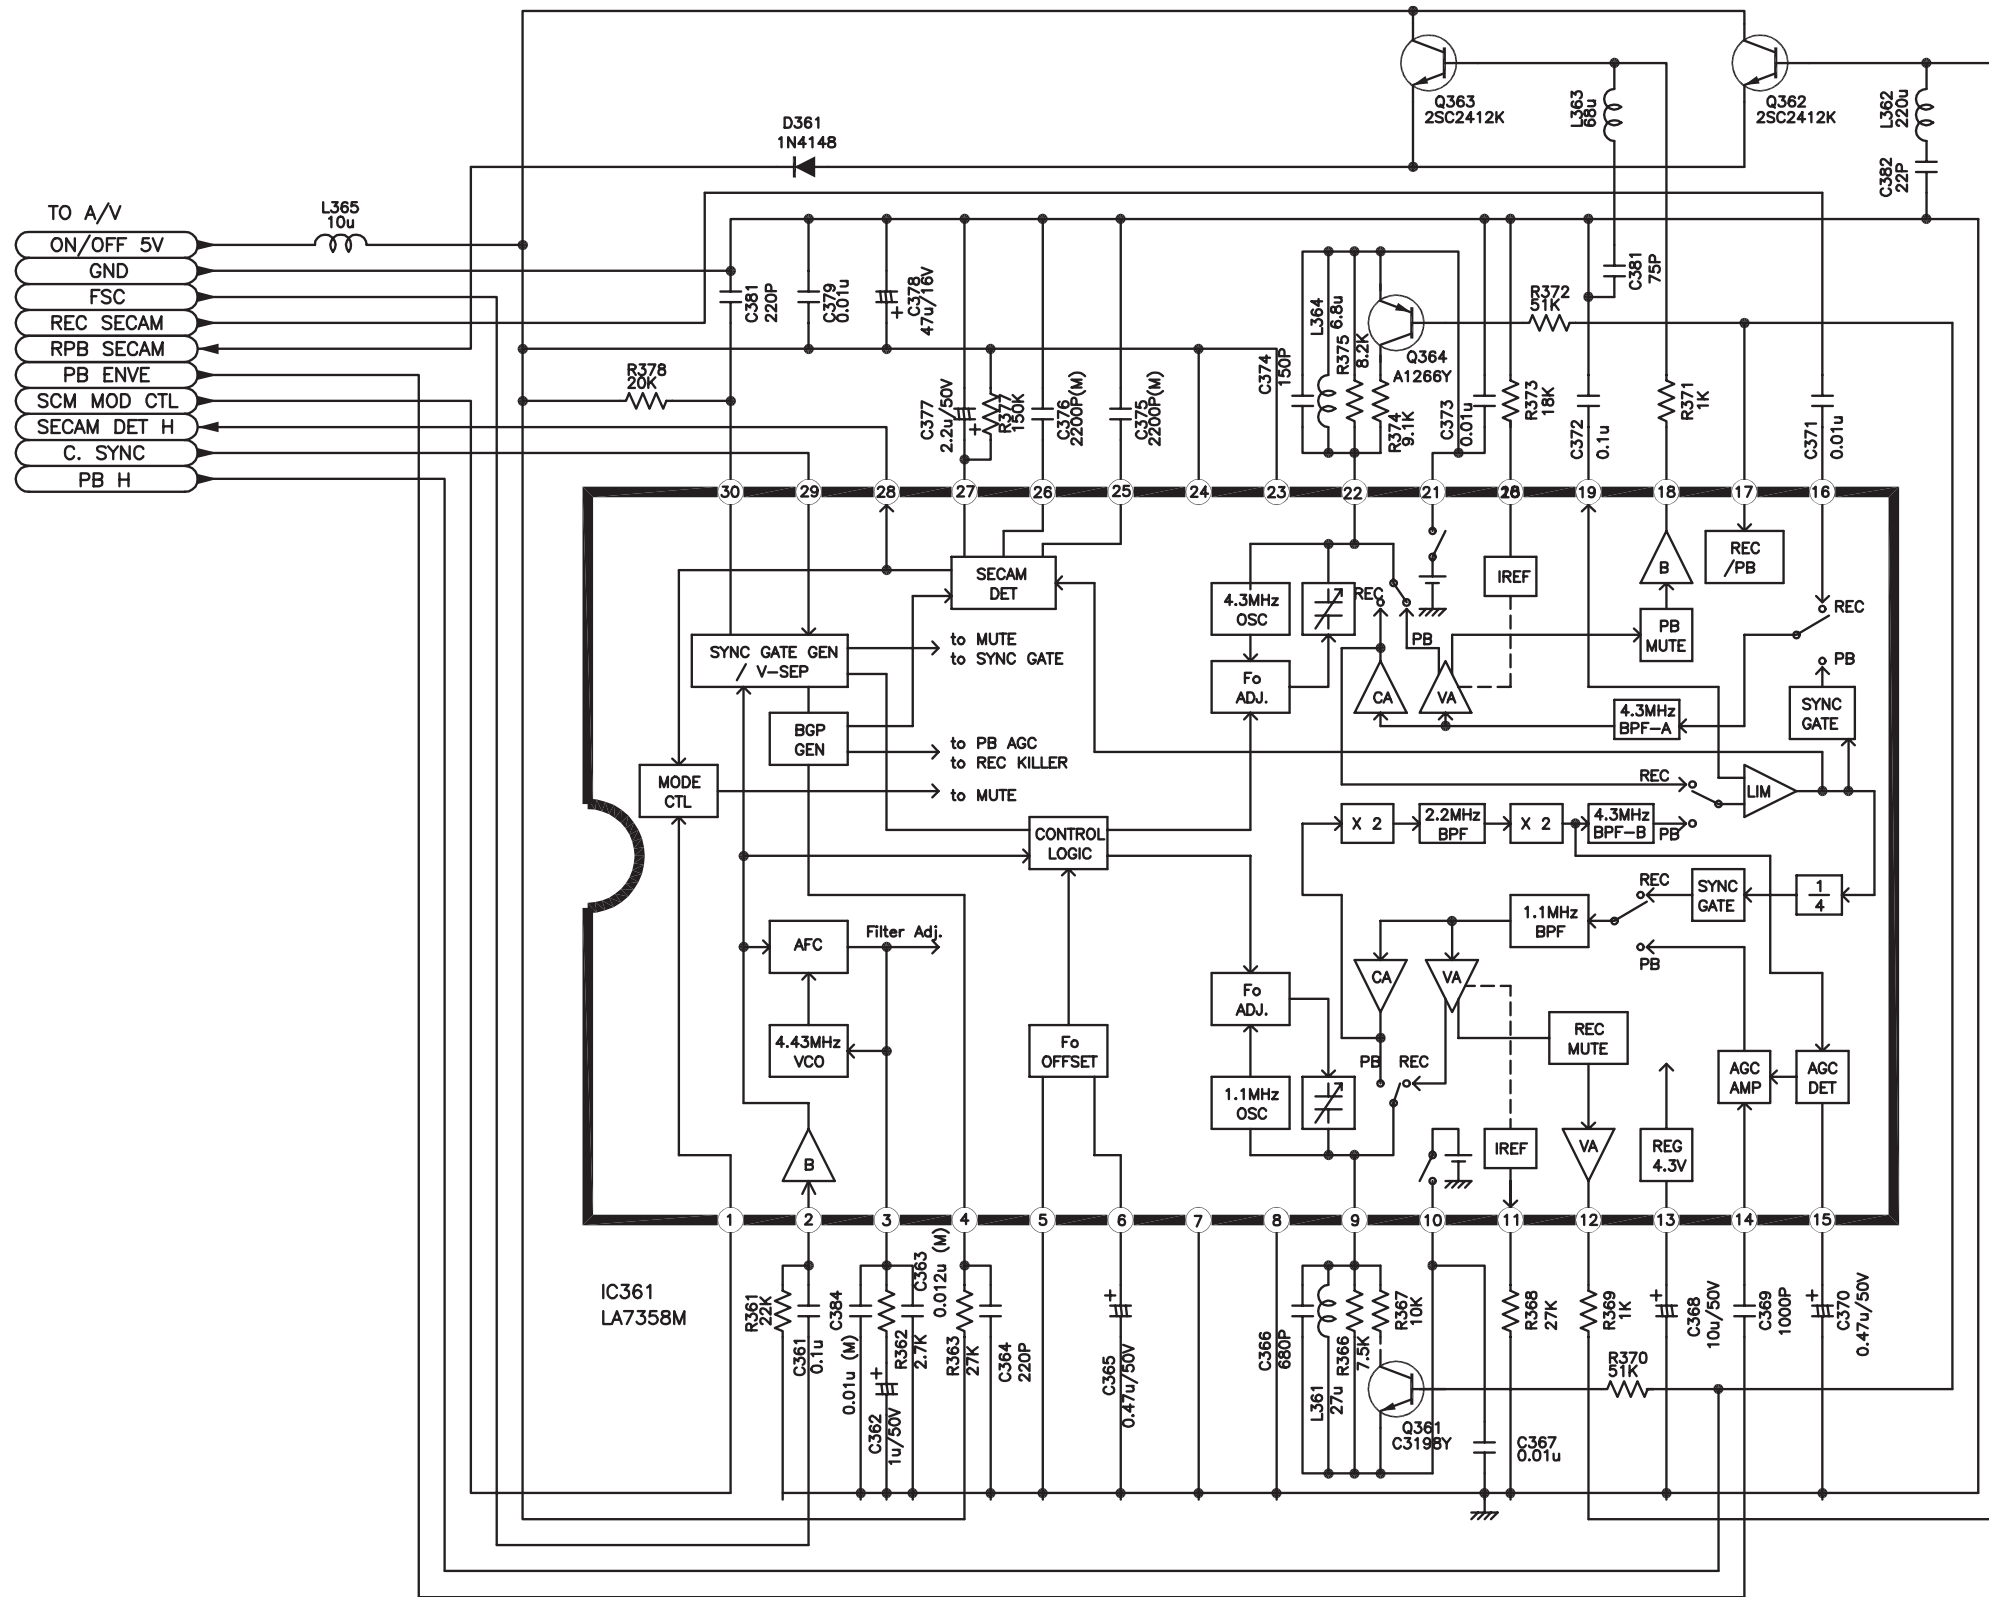 Q363
2SC2412K
Q362
2SC2412K
L363
68u
L362
220u
C382
22P
D361
1N4148
TO A/V
L365
10u
ON/OFF 5V
GND
FSC
REC SECAM
RPB SECAM
PB ENVE
SCM MOD CTL
SECAM DET H
C. SYNC
PB H
C381
220P
C379
0.01u
C378
47u/16V
R378
20K
C377
2.2u/50V
R377
150K
C376
2200P(M)
C375
2200P(M)
C374
150P
L364
6.8u
R375
8.2K
Q364
A1266Y
R374
9.1K
C373
0.01u
R372
51K
R373
18K
C372
0.1u
C381
75P
R371
1K
C371
0.01u
30
29
28
27
26
25
24
23
22
21
20
19
18
17
16
SECAM
DET
4.3MHz
OSC
REC
PB
IREF
B
REC
/PB
PB
MUTE
REC
PB
SYNC GATE GEN
/ V-SEP
to MUTE
to SYNC GATE
Fo
ADJ.
CA
VA
4.3MHz
BPF-A
SYNC
GATE
BGP
GEN
to PB AGC
to REC KILLER
MODE
CTL
to MUTE
REC
LIM
CONTROL
LOGIC
X 2
2.2MHz
BPF
X 2
4.3MHz
BPF-B
PB
REC
SYNC
GATE
1
4
1.1MHz
BPF
PB
AFC
Filter Adj.
CA
VA
Fo
ADJ.
4.43MHz
VCO
Fo
OFFSET
REC
MUTE
PB
REC
AGC
AMP
AGC
DET
1.1MHz
OSC
B
IREF
VA
REG
4.3V
1
2
3
4
5
6
7
8
9
10
11
12
13
14
15
IC361
LA7358M
R361
22K
C361
0.1u
C384
0.01u (M)
R362
2.7K
C362
1u/50V
C363
0.012u (M)
R363
27K
C364
220P
C365
0.47u/50V
C366
680P
L361
27u
R366
7.5K
R367
10K
Q361
C3198Y
C367
0.01u
R368
27K
R369
1K
R370
51K
C368
10u/50V
C369
1000P
C370
0.47u/50V